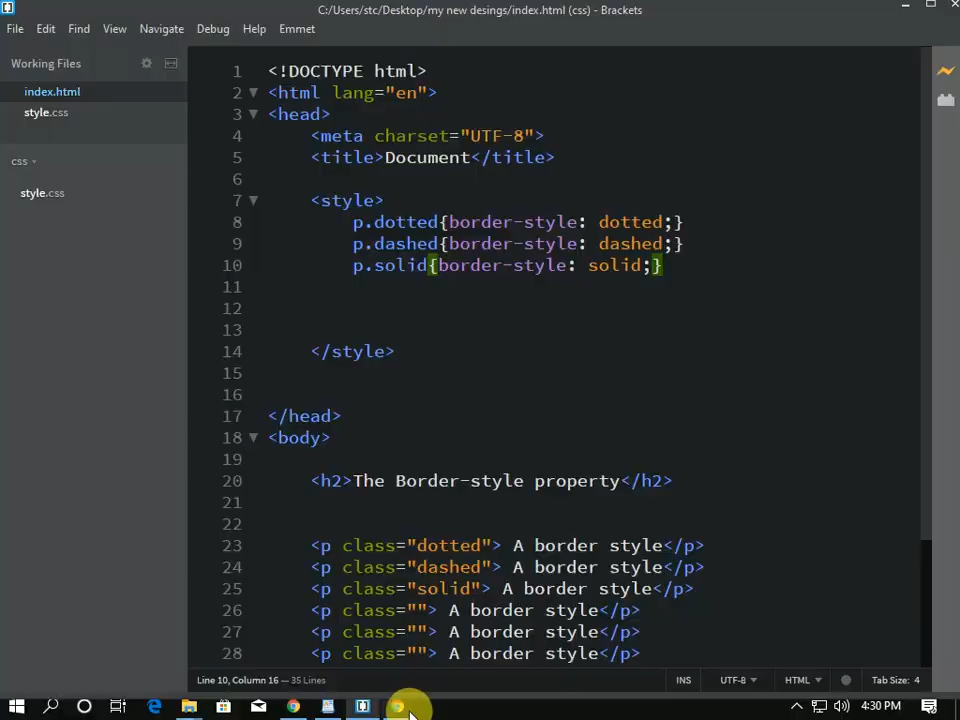 C:/Users/stc/Desktop/my new desings/index.html (css) - Brackets
File Edit Find View Navigate Debug Help Emmet
Working Files
index.html
style.css
css
style.css
1 <!DOCTYPE html>
2 <html lang="en">
3 <head>
4 <meta charset="UTF-8">
5 <title>Document</title>
6
7 <style>
8 p.dotted{border-style: dotted;}
9 p.dashed{border-style: dashed;}
10 p.solid{border-style: solid;}
11
12
13
14 </style>
15
16
17 </head>
18 <body>
19
20 <h2>The Border-style property</h2>
21
22
23 <p class="dotted"> A border style</p>
24 <p class="dashed"> A border style</p>
25 <p class="solid"> A border style</p>
26 <p class=""> A border style</p>
27 <p class=""> A border style</p>
28 <p class=""> A border style</p>
Line 10, Column 16 — 35 Lines INS UTF-8 HTML Tab Size: 4
4:30 PM